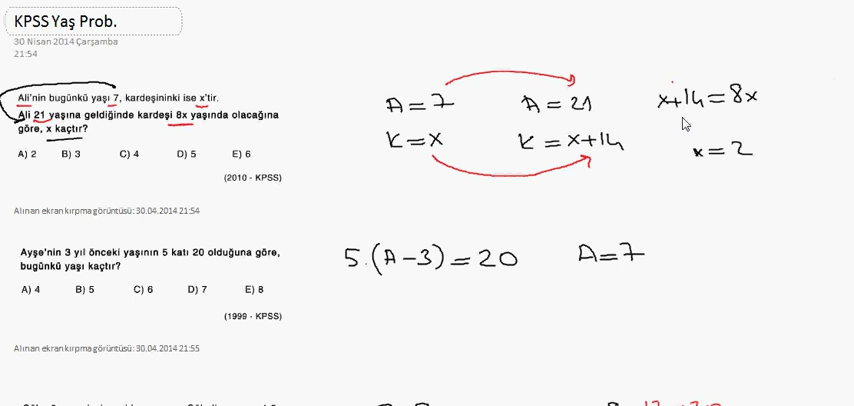 KPSS Yaş Prob.
30 Nisan 2014 Çarşamba
21:54
Ali'nin bugünkü yaşı 7, kardeşininki ise x'tir.
Ali 21 yaşına geldiğinde kardeşi 8x yaşında olacağına
göre, x kaçtır?
A) 2 B) 3 C) 4 D) 5 E) 6
(2010 - KPSS)
A=7 A=21 x+14=8x
K=x K=x+14 x=2
Alınan ekran kırpma görüntüsü: 30.04.2014 21:54
Ayşe'nin 3 yıl önceki yaşının 5 katı 20 olduğuna göre,
bugünkü yaşı kaçtır?
A) 4 B) 5 C) 6 D) 7 E) 8
(1999 - KPSS)
5.(A-3)=20 A=7
Alınan ekran kırpma görüntüsü: 30.04.2014 21:55